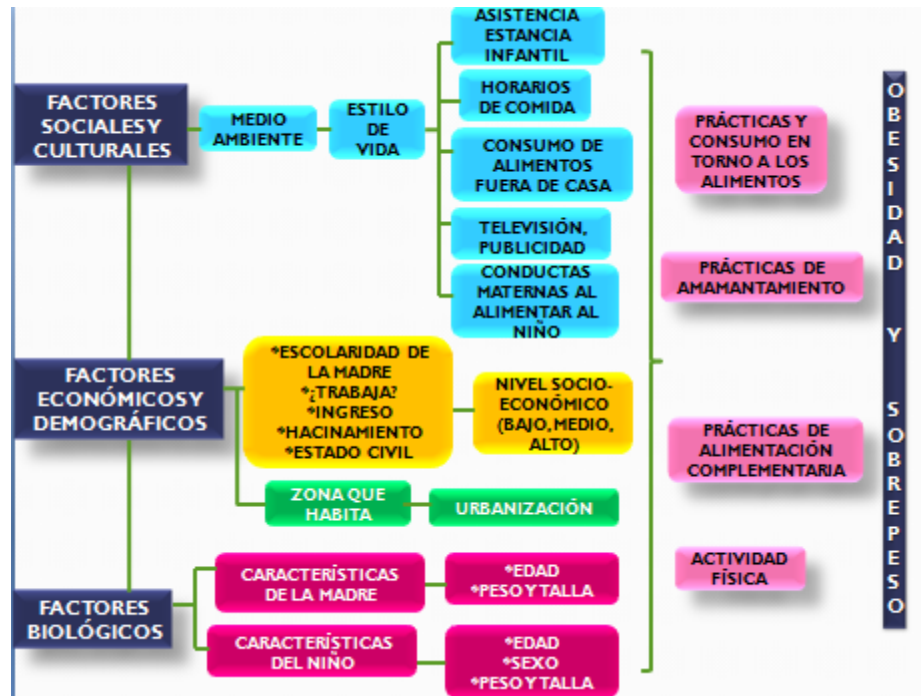 FACTORES
SOCIALES Y
CULTURALES
MEDIO
AMBIENTE
ESTILO
DE
VIDA
ASISTENCIA
ESTANCIA
INFANTIL
HORARIOS
DE COMIDA
CONSUMO DE
ALIMENTOS
FUERA DE CASA
TELEVISIÓN,
PUBLICIDAD
CONDUCTAS
MATERNAS AL
ALIMENTAR AL
NIÑO
FACTORES
ECONÓMICOS Y
DEMOGRÁFICOS
*ESCOLARIDAD DE
LA MADRE
*¿TRABAJA?
*INGRESO
*HACINAMIENTO
*ESTADO CIVIL
NIVEL SOCIO-
ECONÓMICO
(BAJO, MEDIO,
ALTO)
ZONA QUE
HABITA
URBANIZACIÓN
FACTORES
BIOLÓGICOS
CARACTERÍSTICAS
DE LA MADRE
*EDAD
*PESO Y TALLA
CARACTERÍSTICAS
DEL NIÑO
*EDAD
*SEXO
*PESO Y TALLA
PRÁCTICAS Y
CONSUMO EN
TORNO A LOS
ALIMENTOS
PRÁCTICAS DE
AMAMANTAMIENTO
PRÁCTICAS DE
ALIMENTACIÓN
COMPLEMENTARIA
ACTIVIDAD
FÍSICA
OBESIDAD Y SOBREPESO